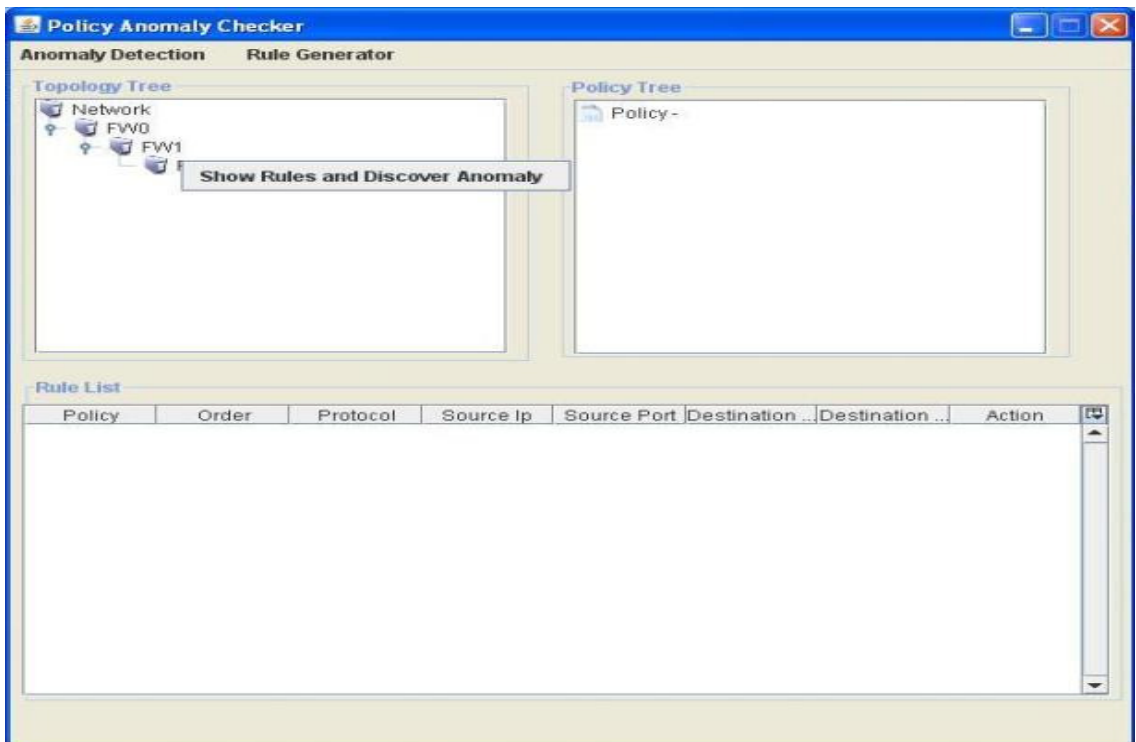 Policy Anomaly Checker
Anomaly Detection Rule Generator
Topology Tree
Network
FW0
FW1
Show Rules and Discover Anomaly
Policy Tree
Policy -
Rule List
Policy Order Protocol Source Ip Source Port Destination ... Destination ... Action